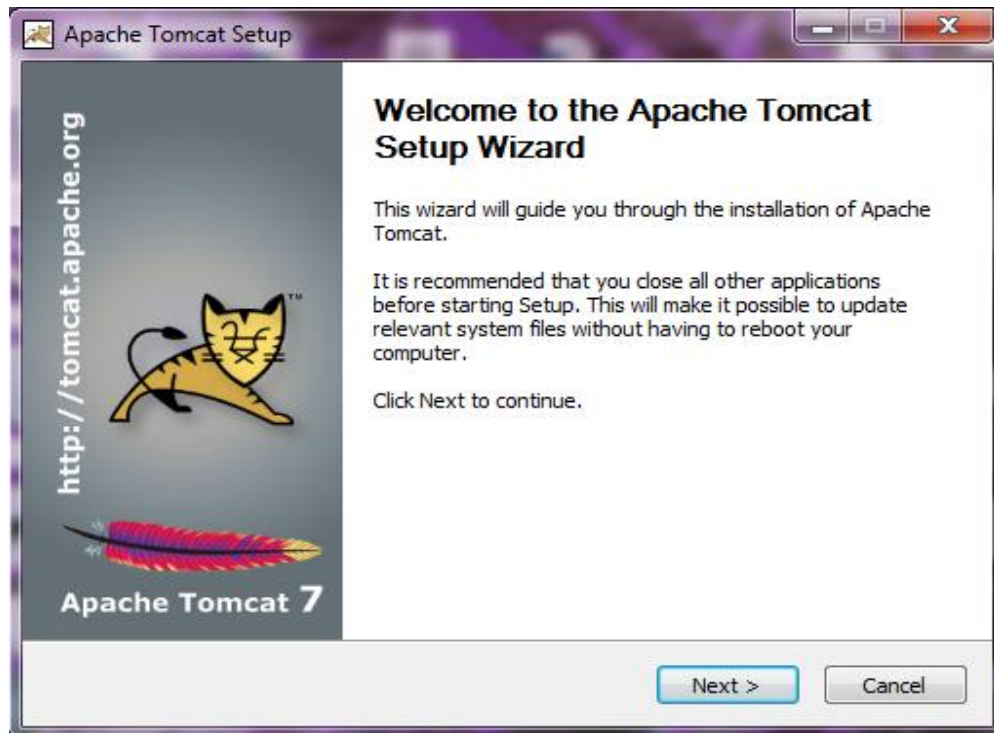 Apache Tomcat Setup
http://tomcat.apache.org
TM
Apache Tomcat 7
Welcome to the Apache Tomcat
Setup Wizard
This wizard will guide you through the installation of Apache
Tomcat.
It is recommended that you close all other applications
before starting Setup. This will make it possible to update
relevant system files without having to reboot your
computer.
Click Next to continue.
Next >
Cancel